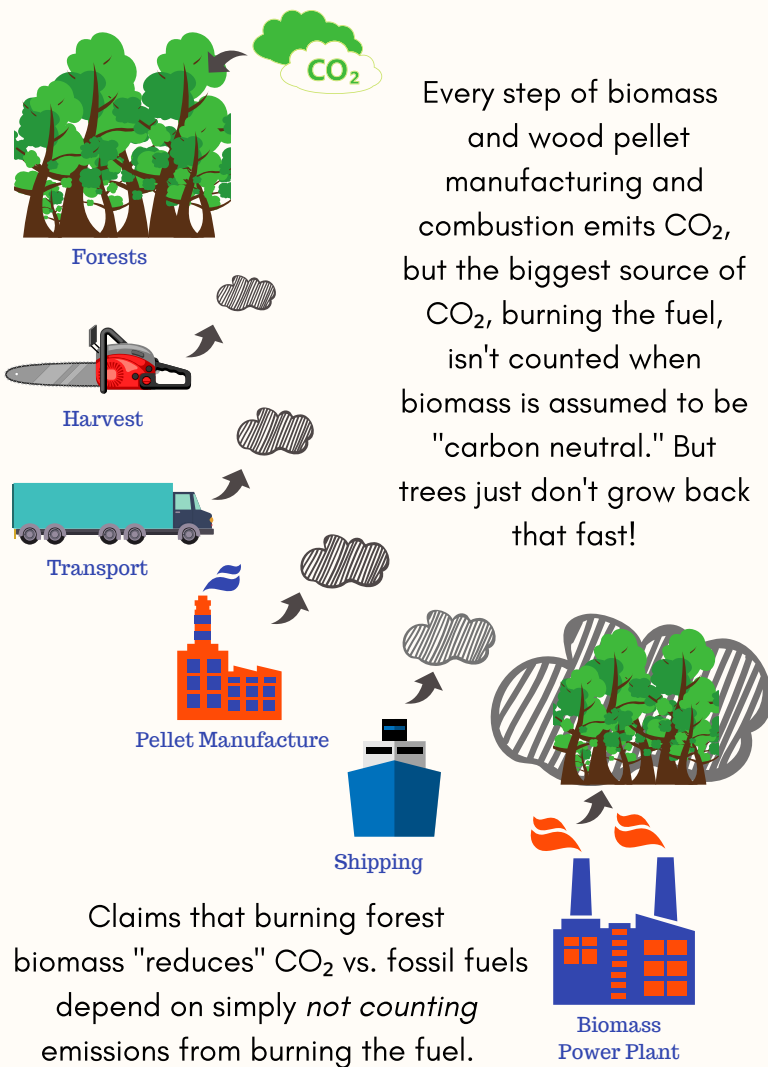 CO₂
Every step of biomass
and wood pellet
manufacturing and
combustion emits CO₂,
but the biggest source of
CO₂, burning the fuel,
isn't counted when
biomass is assumed to be
"carbon neutral." But
trees just don't grow back
that fast!
Forests
Harvest
Transport
Pellet Manufacture
Shipping
Biomass
Power Plant
Claims that burning forest
biomass "reduces" CO₂ vs. fossil fuels
depend on simply not counting
emissions from burning the fuel.